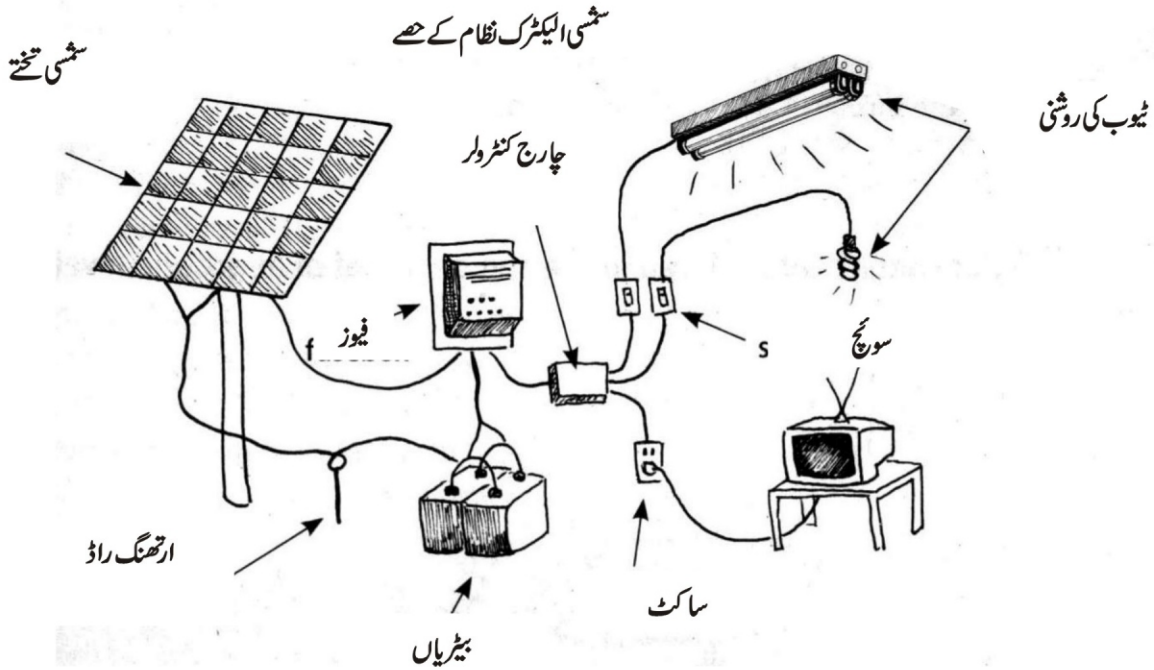 شمسی الیکٹرک نظام کے حصے
شمسی تختے
ٹیوب کی روشنی
چارج کنٹرولر
فیوز
f
سوئچ
s
ارتھنگ راڈ
ساکٹ
بیٹریاں